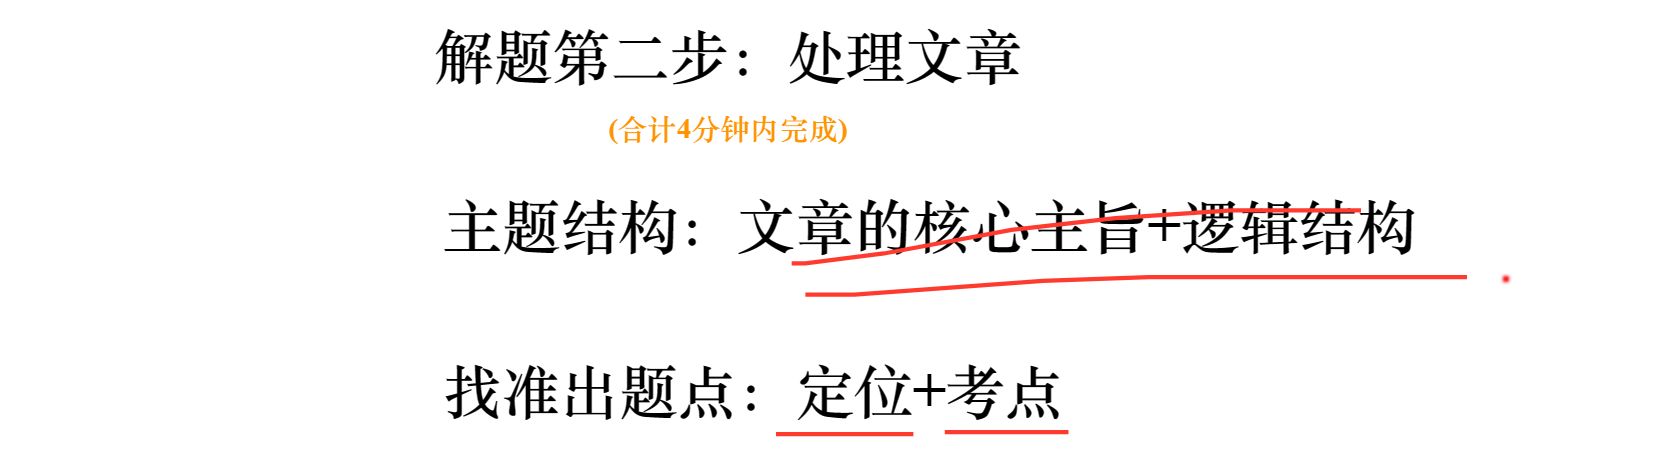 解题第二步：处理文章
(合计4分钟内完成)
主题结构：文章的核心主旨+逻辑结构
找准出题点：定位+考点